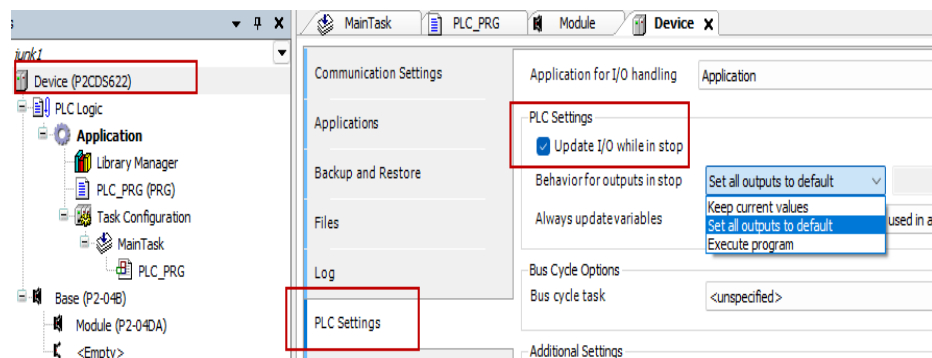 MainTask PLC_PRG Module Device X
junk1
Device (P2CDS622)
PLC Logic
Application
Library Manager
PLC_PRG (PRG)
Task Configuration
MainTask
PLC_PRG
Base (P2-04B)
Module (P2-04DA)
<Empty>
Communication Settings
Applications
Backup and Restore
Files
Log
PLC Settings
Application for I/O handling Application
PLC Settings
Update I/O while in stop
Behavior for outputs in stop Set all outputs to default
Keep current values
Set all outputs to default
Execute program
Always update variables used in a
Bus Cycle Options
Bus cycle task <unspecified>
Additional Settings